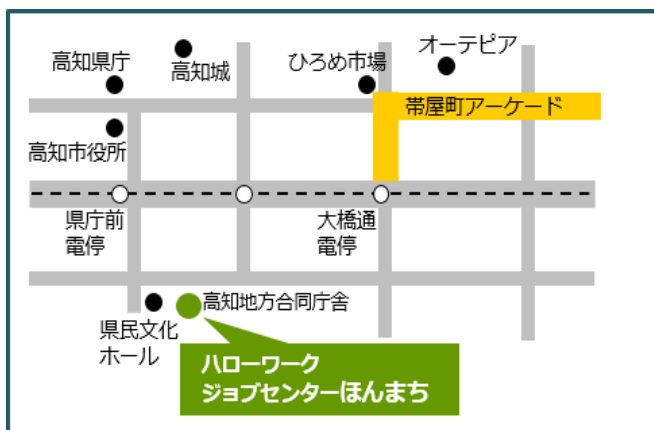 高知県庁
高知城
ひろめ市場
オーテピア
帯屋町アーケード
高知市役所
県庁前
電停
大橋通
電停
高知地方合同庁舎
県民文化
ホール
ハローワーク
ジョブセンターほんまち